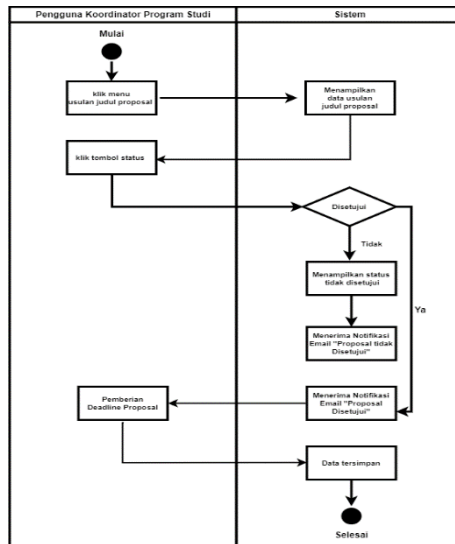 Pengguna Koordinator Program Studi
Sistem
Mulai
klik menu
usulan judul proposal
Menampilkan
data usulan
judul proposal
klik tombol status
Disetujui
Tidak
Menampilkan status
tidak disetujui
Ya
Menerima Notifikasi
Email "Proposal tidak
Disetujui"
Pemberian
Deadline Proposal
Menerima Notifikasi
Email "Proposal
Disetujui"
Data tersimpan
Selesai